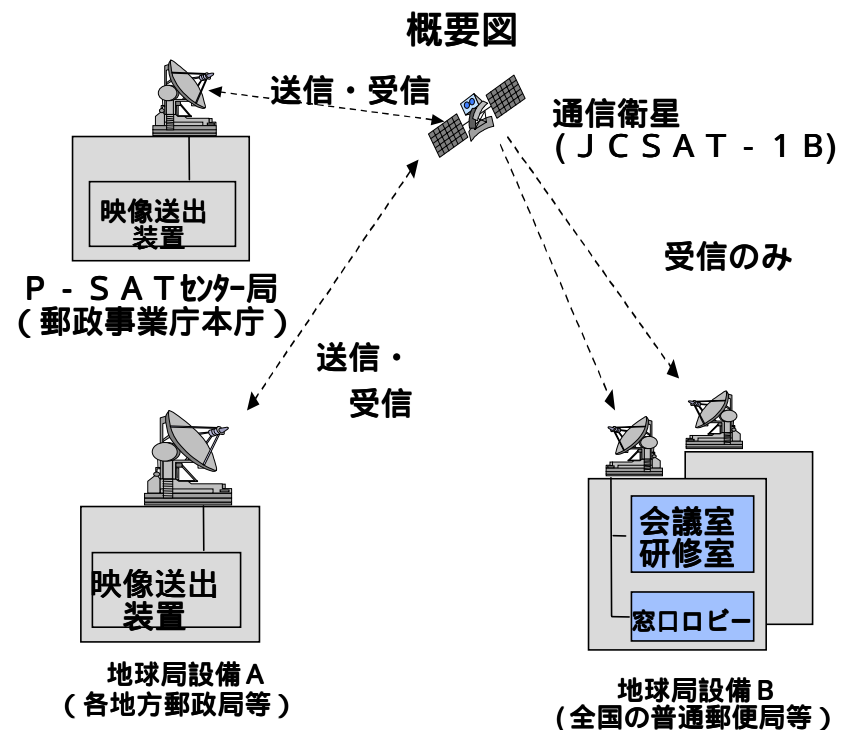 概要図
送信・受信
通信衛星
(ＪＣＳＡＴ-１Ｂ)
映像送出
装置
受信のみ
Ｐ-ＳＡＴｾﾝﾀｰ局
(郵政事業庁本庁)
送信・
受信
映像送出
装置
会議室
研修室
窓口ロビー
地球局設備Ａ
(各地方郵政局等)
地球局設備Ｂ
(全国の普通郵便局等)